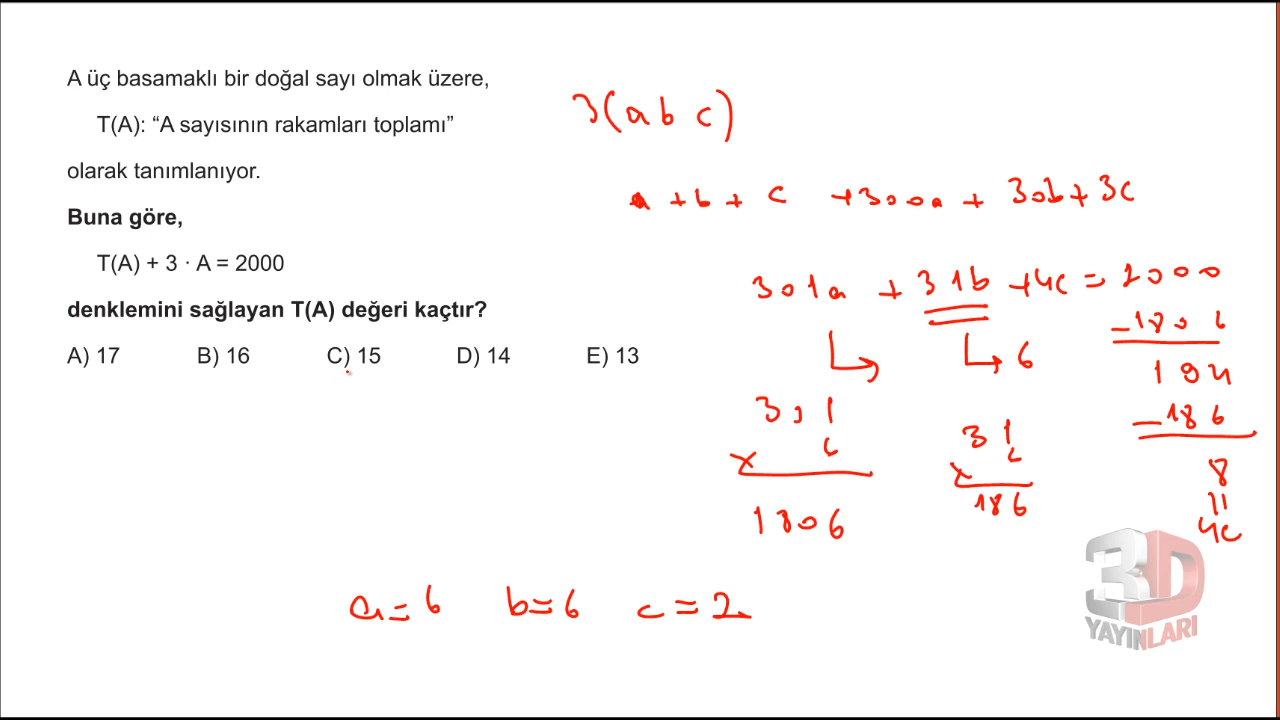 A üç basamaklı bir doğal sayı olmak üzere,
T(A): “A sayısının rakamları toplamı”
olarak tanımlanıyor.
Buna göre,
T(A) + 3 · A = 2000
denklemini sağlayan T(A) değeri kaçtır?
A) 17 B) 16 C) 15 D) 14 E) 13
3(a b c)
a + b + c + 300a + 30b + 3c
301a + 31b + 4c = 2000
- 1806
194
- 186
8
4c
6
301
x 6
1806
31
x 6
186
a = 6 b = 6 c = 2
3D
YAYINLARI